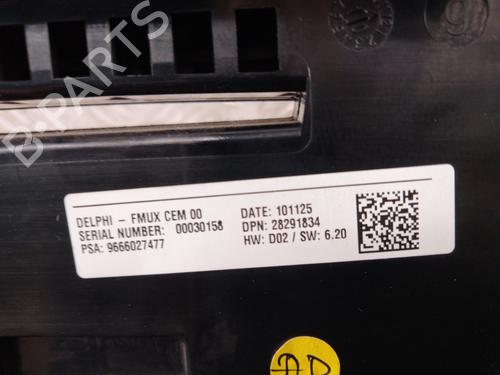 B-PARTS
DELPHI - FMUX CEM 00
SERIAL NUMBER: 00030158
PSA: 9666027477
DATE: 101125
DPN: 28291834
HW: D02 / SW: 6.20